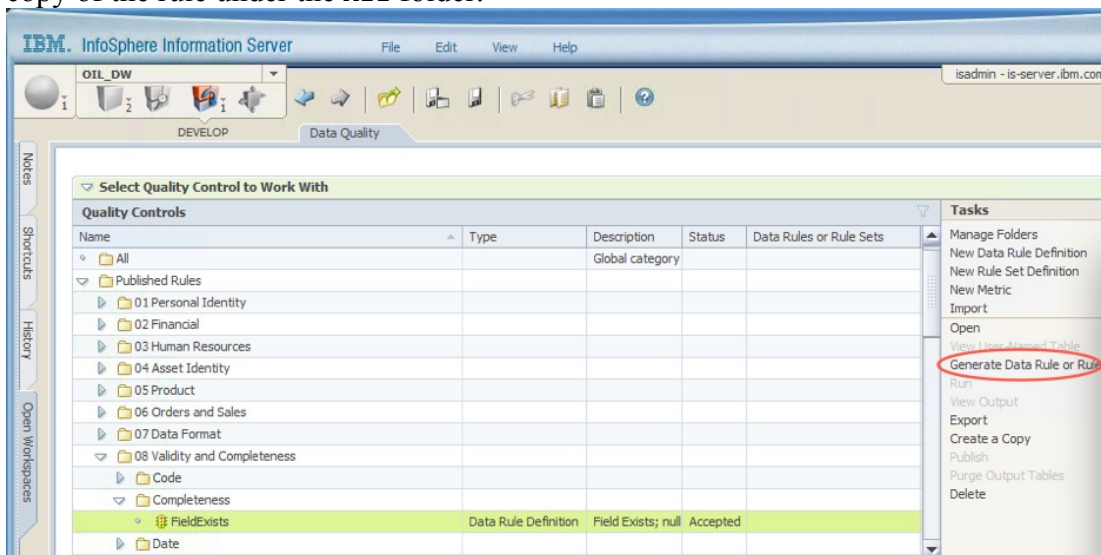 copy of the rule under the ALL folder.
IBM. InfoSphere Information Server File Edit View Help
OIL_DW
isadmin - is-server.ibm.com
1 2 1
DEVELOP Data Quality
Notes
Shortcuts
History
Open Workspaces
Select Quality Control to Work With
Quality Controls
Name Type Description Status Data Rules or Rule Sets
All Global category
Published Rules
01 Personal Identity
02 Financial
03 Human Resources
04 Asset Identity
05 Product
06 Orders and Sales
07 Data Format
08 Validity and Completeness
Code
Completeness
FieldExists Data Rule Definition Field Exists; null Accepted
Date
Tasks
Manage Folders
New Data Rule Definition
New Rule Set Definition
New Metric
Import
Open
View User-Named Table
Generate Data Rule or Rule
Run
View Output
Export
Create a Copy
Publish
Purge Output Tables
Delete